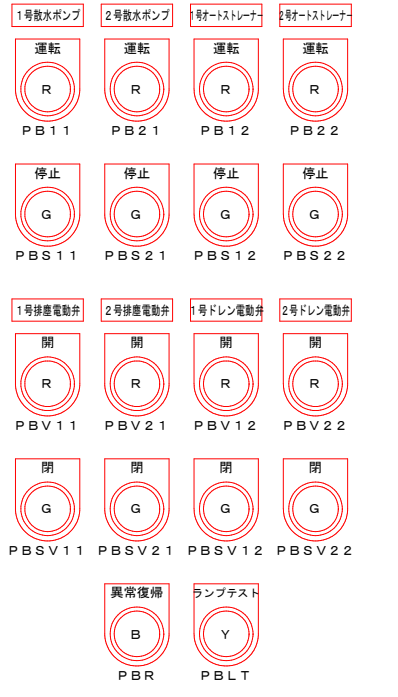 1号散水ポンプ 2号散水ポンプ 1号オートストレーナー 2号オートストレーナー
運転 運転 運転 運転
R R R R
PB11 PB21 PB12 PB22
停止 停止 停止 停止
G G G G
PBS11 PBS21 PBS12 PBS22
1号排塵電動弁 2号排塵電動弁 1号ドレン電動弁 2号ドレン電動弁
開 開 開 開
R R R R
PBV11 PBV21 PBV12 PBV22
閉 閉 閉 閉
G G G G
PBSV11 PBSV21 PBSV12 PBSV22
異常復帰 ランプテスト
B Y
PBR PBLT